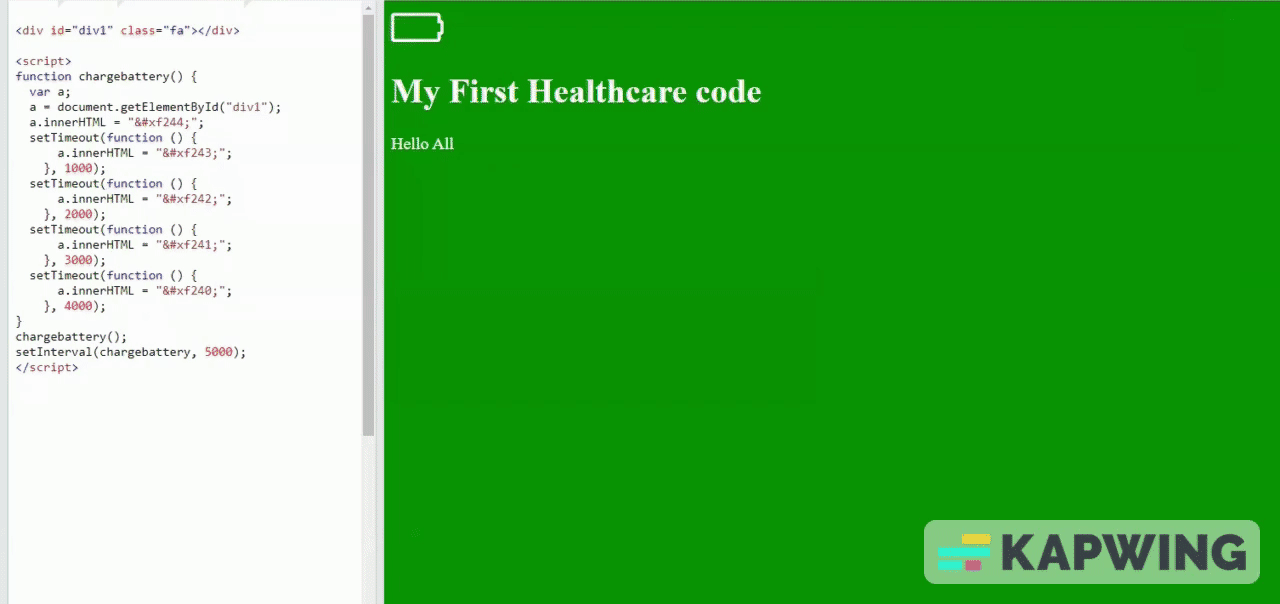 <div id="div1" class="fa"></div>
<script>
function chargebattery() {
  var a;
  a = document.getElementById("div1");
  a.innerHTML = "&#xf244;";
  setTimeout(function () {
      a.innerHTML = "&#xf243;";
    }, 1000);
  setTimeout(function () {
      a.innerHTML = "&#xf242;";
    }, 2000);
  setTimeout(function () {
      a.innerHTML = "&#xf241;";
    }, 3000);
  setTimeout(function () {
      a.innerHTML = "&#xf240;";
    }, 4000);
}
chargebattery();
setInterval(chargebattery, 5000);
</script>
My First Healthcare code
Hello All
KAPWING